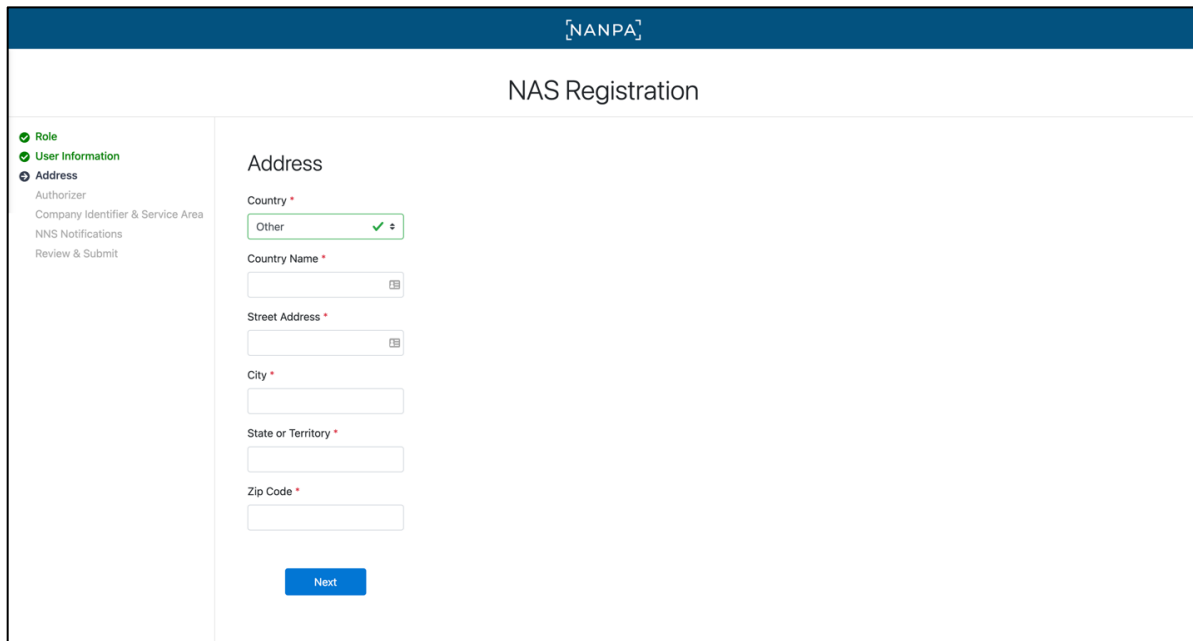 [NANPA]
NAS Registration
Role
User Information
Address
Authorizer
Company Identifier & Service Area
NNS Notifications
Review & Submit
Address
Country *
Other
Country Name *
Street Address *
City *
State or Territory *
Zip Code *
Next